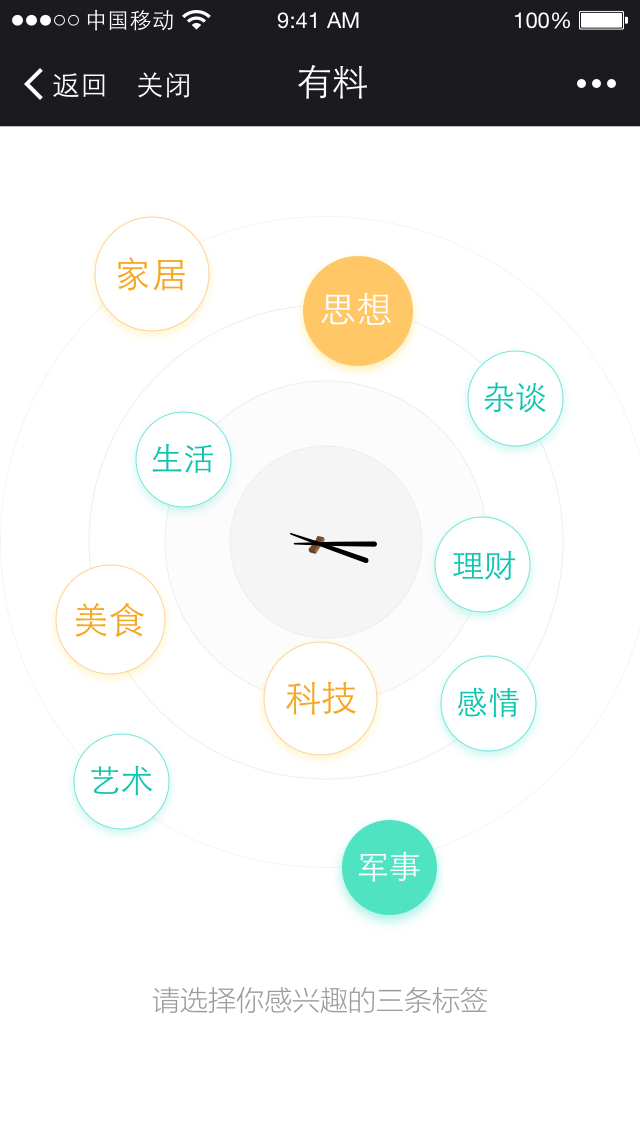 中国移动 9:41 AM 100%
返回 关闭 有料
家居
思想
杂谈
生活
理财
美食
科技
感情
艺术
军事
请选择你感兴趣的三条标签